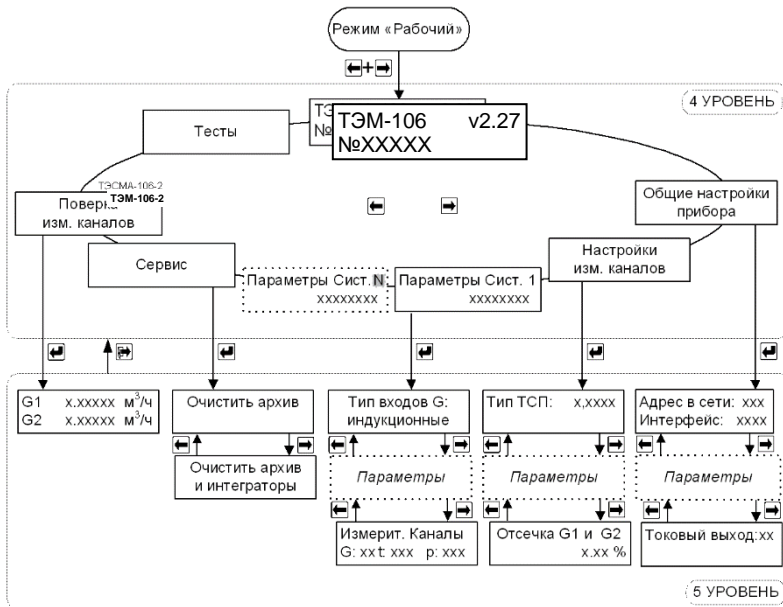 Режим «Рабочий»
4 УРОВЕНЬ
ТЭМ-106 v2.27
№XXXXX
Тесты
ТЭСМА-106-2
ТЭМ-106-2
Поверка
изм. каналов
Общие настройки
прибора
Сервис
Настройки
изм. каналов
Параметры Сист. N
xxxxxxxx
Параметры Сист. 1
xxxxxxxx
G1 x.xxxxx м³/ч
G2 x.xxxxx м³/ч
Очистить архив
Тип входов G:
индукционные
Тип ТСП: x,xxxx
Адрес в сети: xxx
Интерфейс: xxxx
Очистить архив
и интеграторы
Параметры
Параметры
Параметры
Измерит. Каналы
G: xx t xxx p: xxx
Отсечка G1 и G2
x.xx %
Токовый выход:xx
5 УРОВЕНЬ